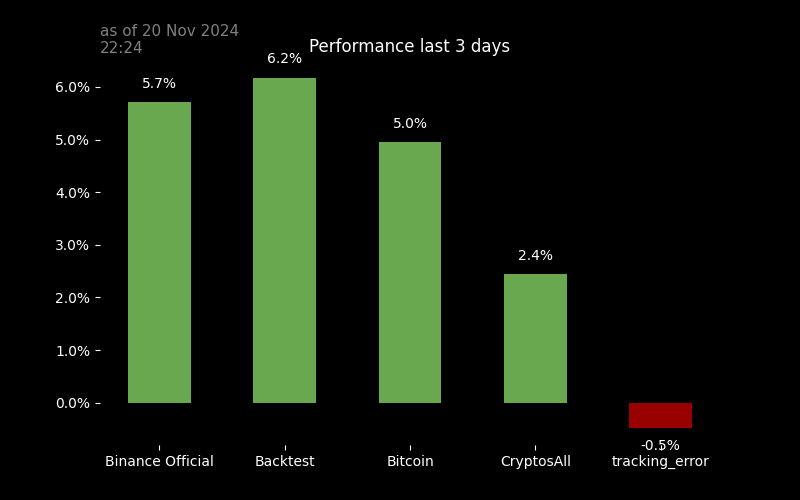 as of 20 Nov 2024
22:24
Performance last 3 days
6.2%
5.7%
5.0%
2.4%
-0.5%
6.0%
5.0%
4.0%
3.0%
2.0%
1.0%
0.0%
Binance Official
Backtest
Bitcoin
CryptosAll
tracking_error